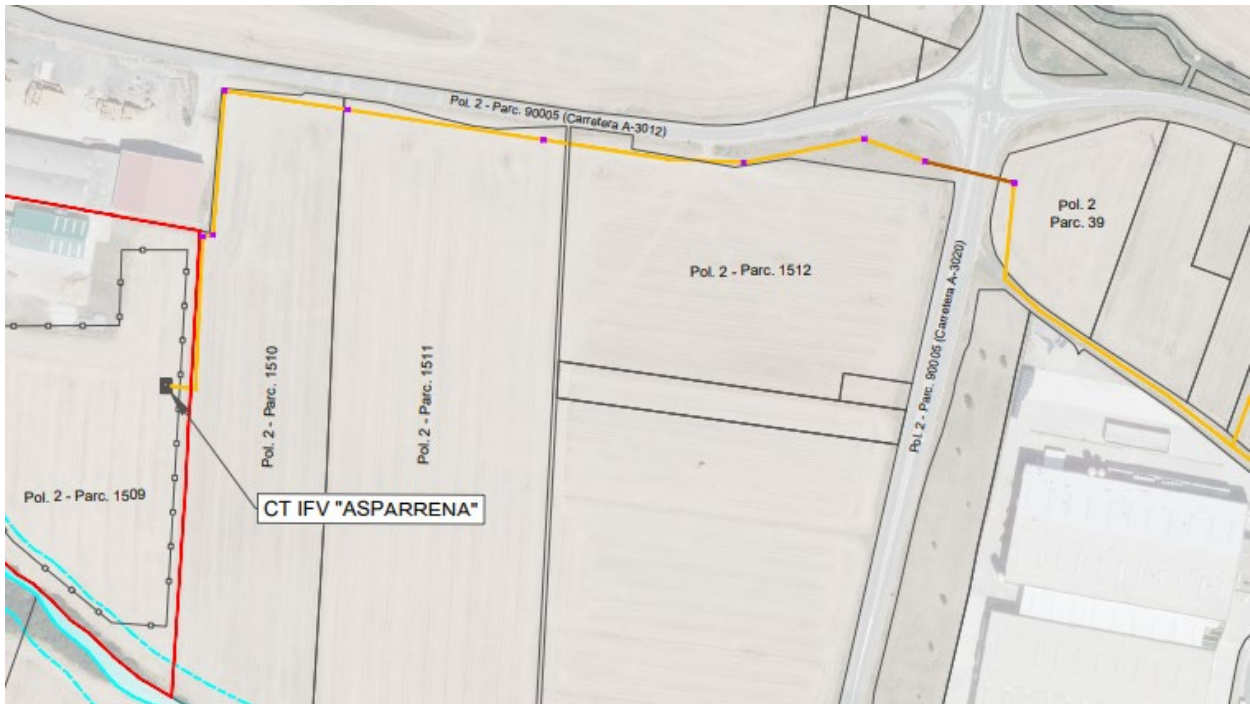 Pol. 2 - Parc. 90005 (Carretera A-3012)
Pol. 2
Parc. 39
Pol. 2 - Parc. 1512
Pol. 2 - Parc. 90005 (Carretera A-3020)
Pol. 2 - Parc. 1510
Pol. 2 - Parc. 1511
Pol. 2 - Parc. 1509
CT IFV "ASPARRENA"